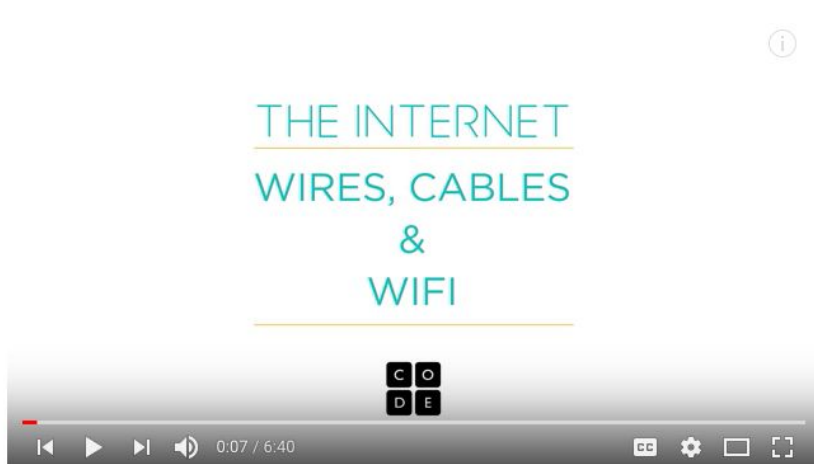 THE INTERNET
WIRES, CABLES
&
WIFI
C O
D E
0:07 / 6:40
CC